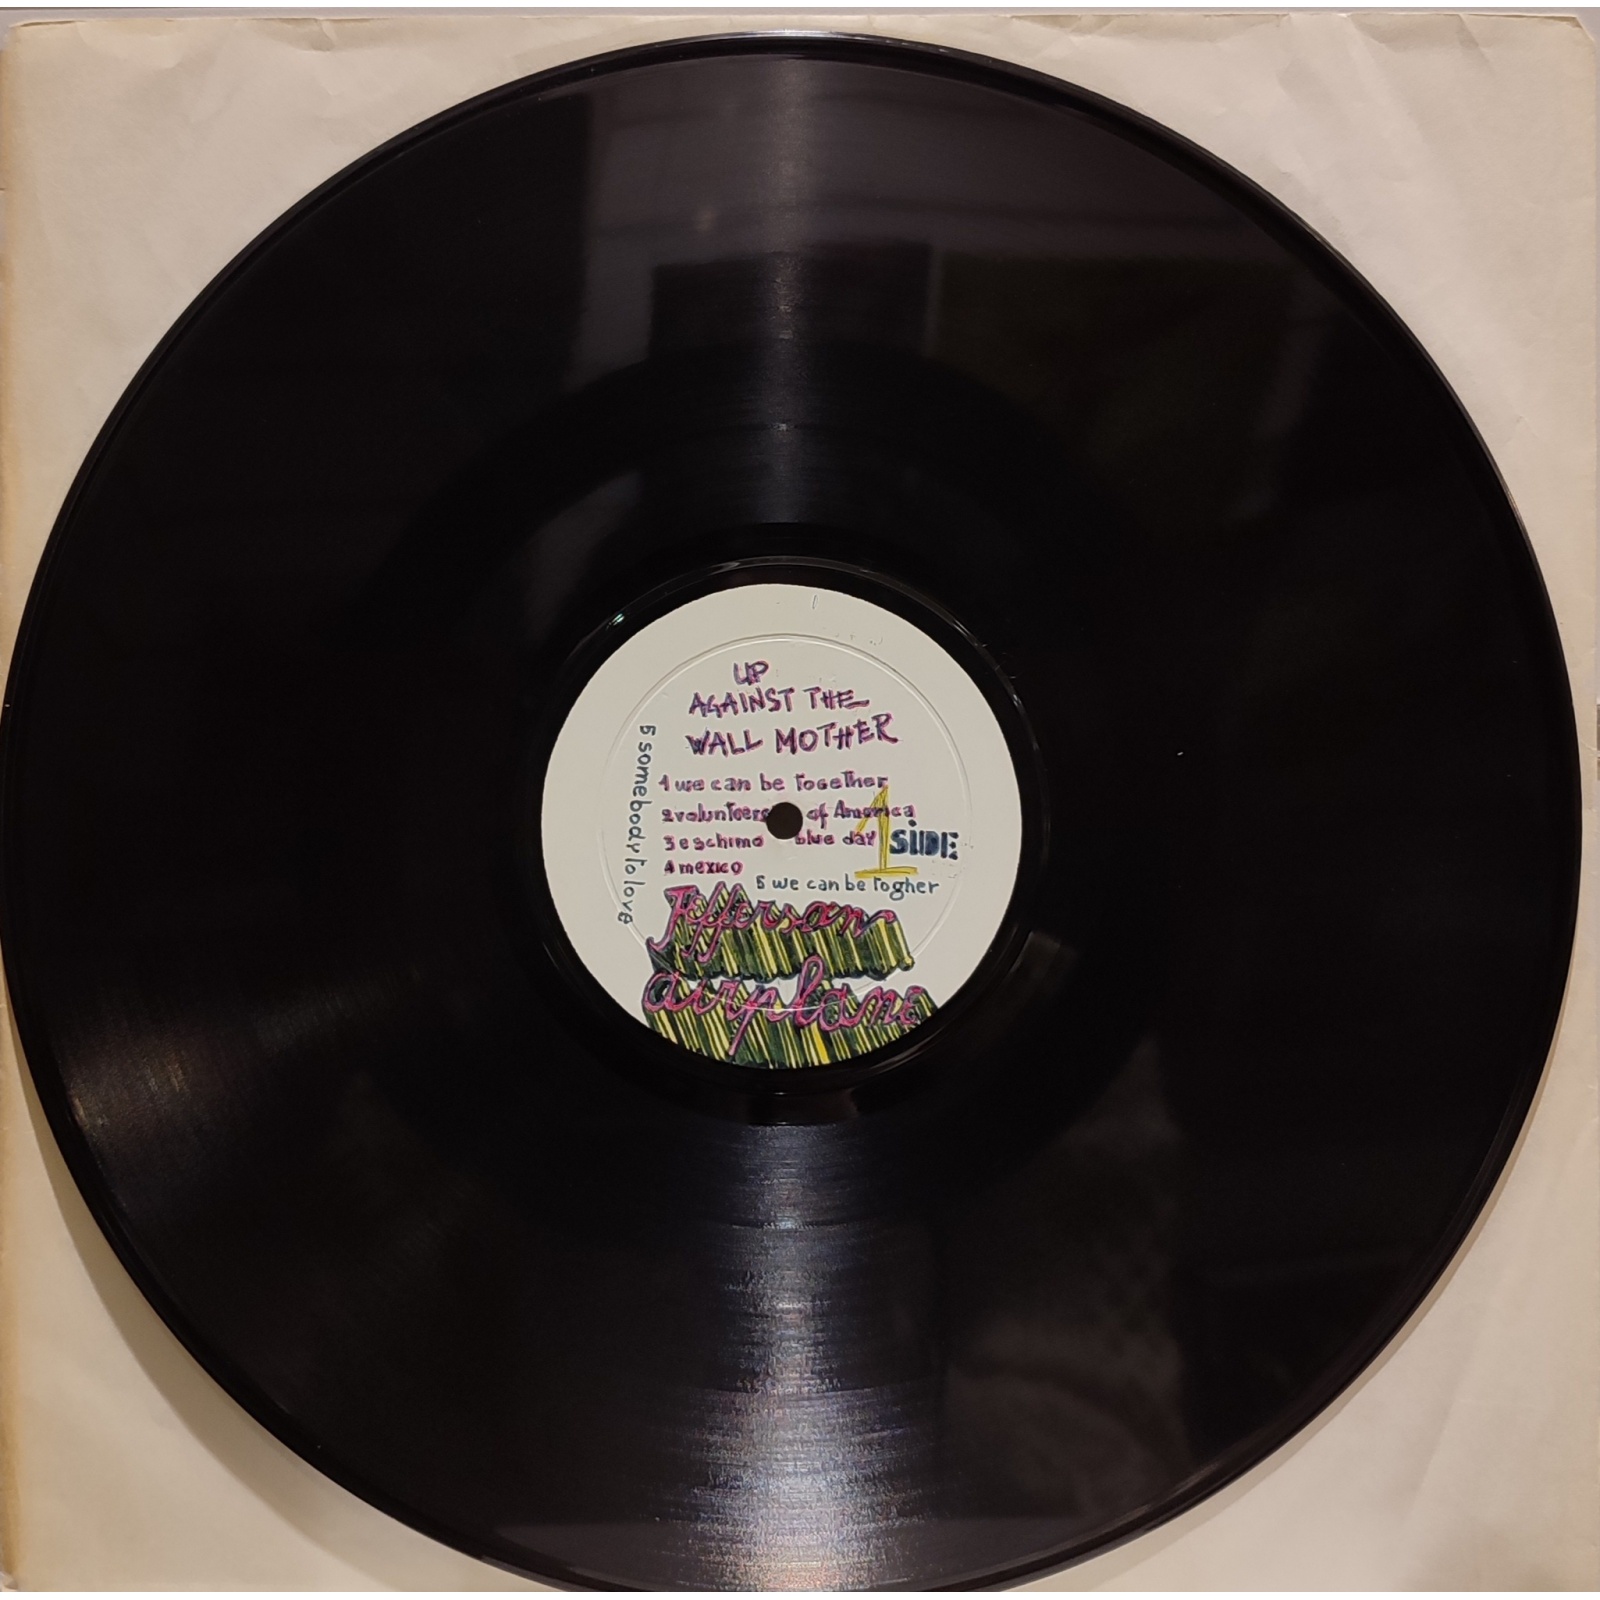 UP
AGAINST THE
WALL MOTHER
1 we can be together
2 volunteers of America
3 eschimo blue day
4 mexico
5 we can be togher
1 SIDE
5 somebody to love
Jefferson
airplane